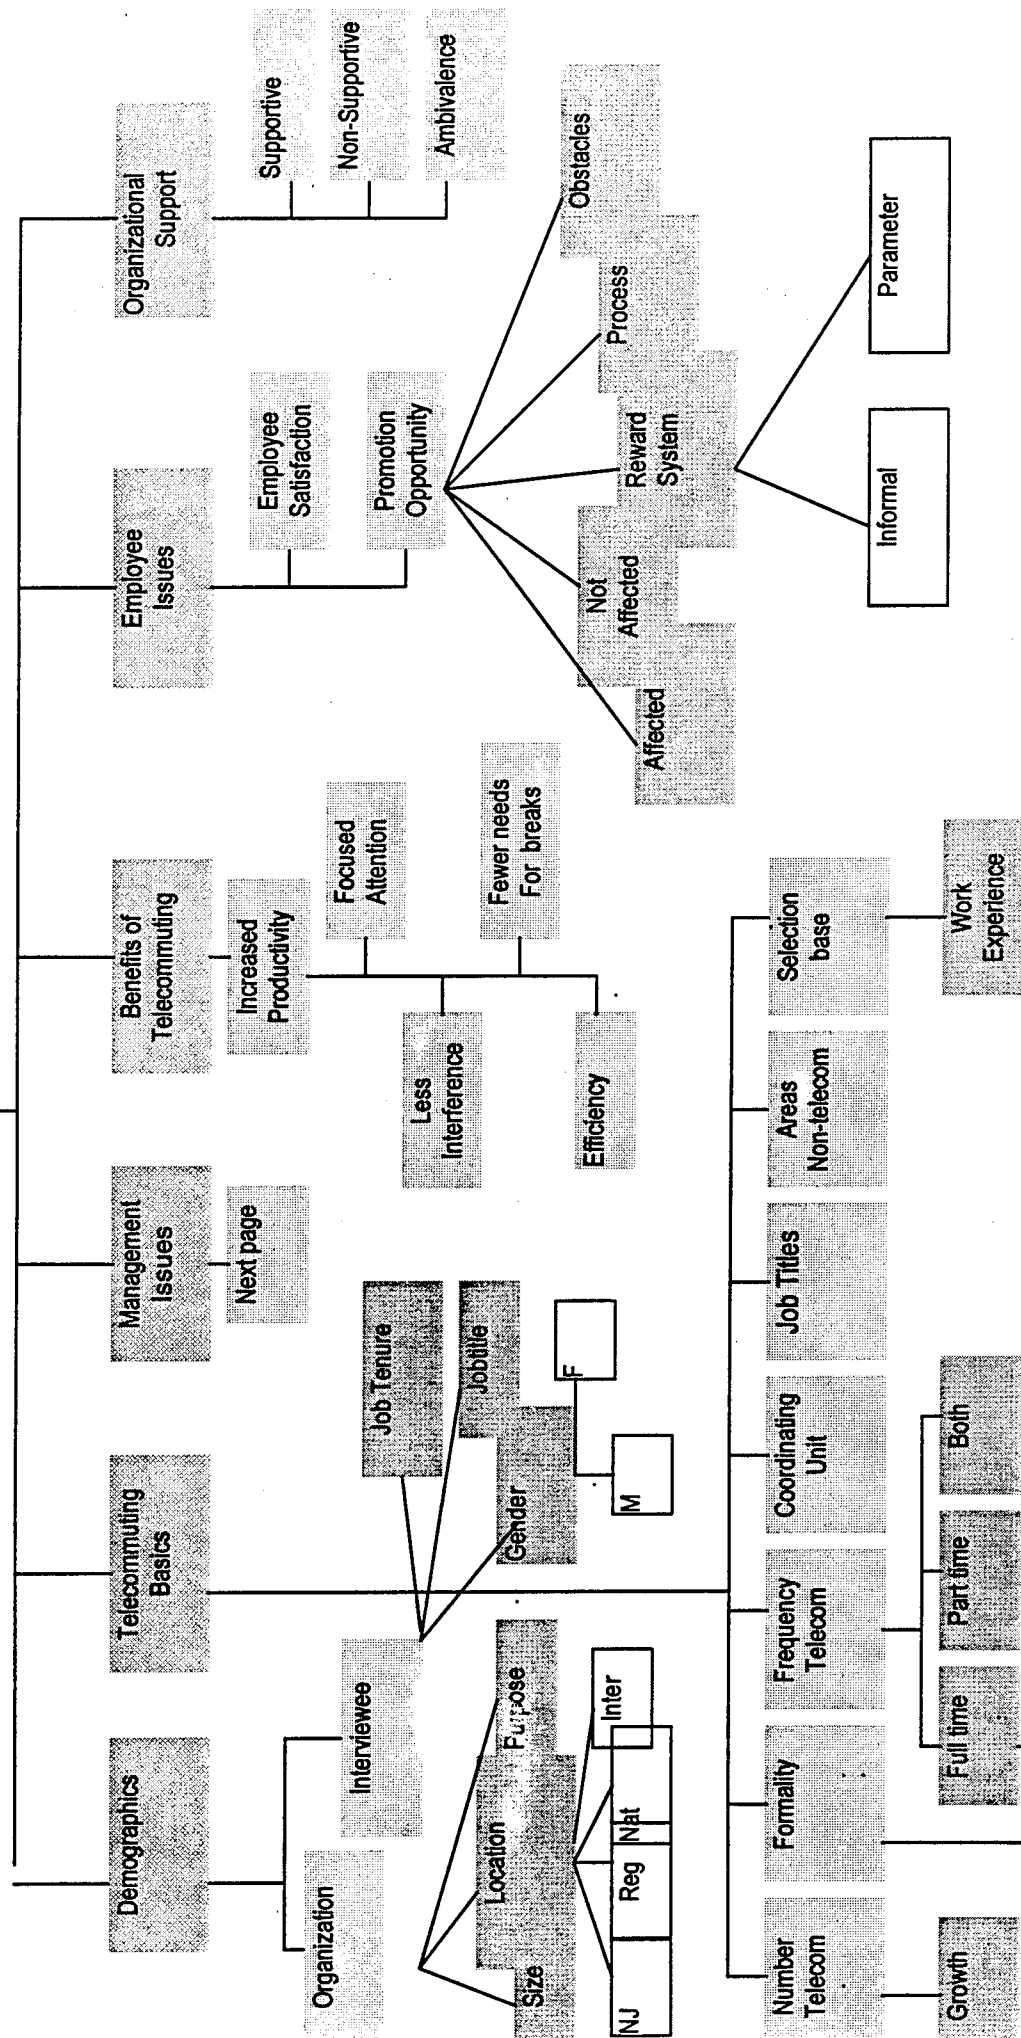 Demographics
Telecommuting
Basics
Management
Issues
Benefits of
Telecommuting
Employee
Issues
Organizational
Support
Organization
Interviewee
Next page
Increased
Productivity
Employee
Satisfaction
Promotion
Opportunity
Supportive
Non-Supportive
Ambivalence
Size
Location
Purpose
Job Tenure
Jobtitle
Gender
M
F
NJ
Reg
Nat
Inter
Focused
Attention
Less
Interference
Fewer needs
For breaks
Efficiency
Affected
Not
Affected
Reward
System
Process
Obstacles
Informal
Parameter
Number
Telecom
Formality
Frequency
Telecom
Coordinating
Unit
Job Titles
Areas
Non-telecom
Selection
base
Growth
Full time
Part time
Both
Work
Experience